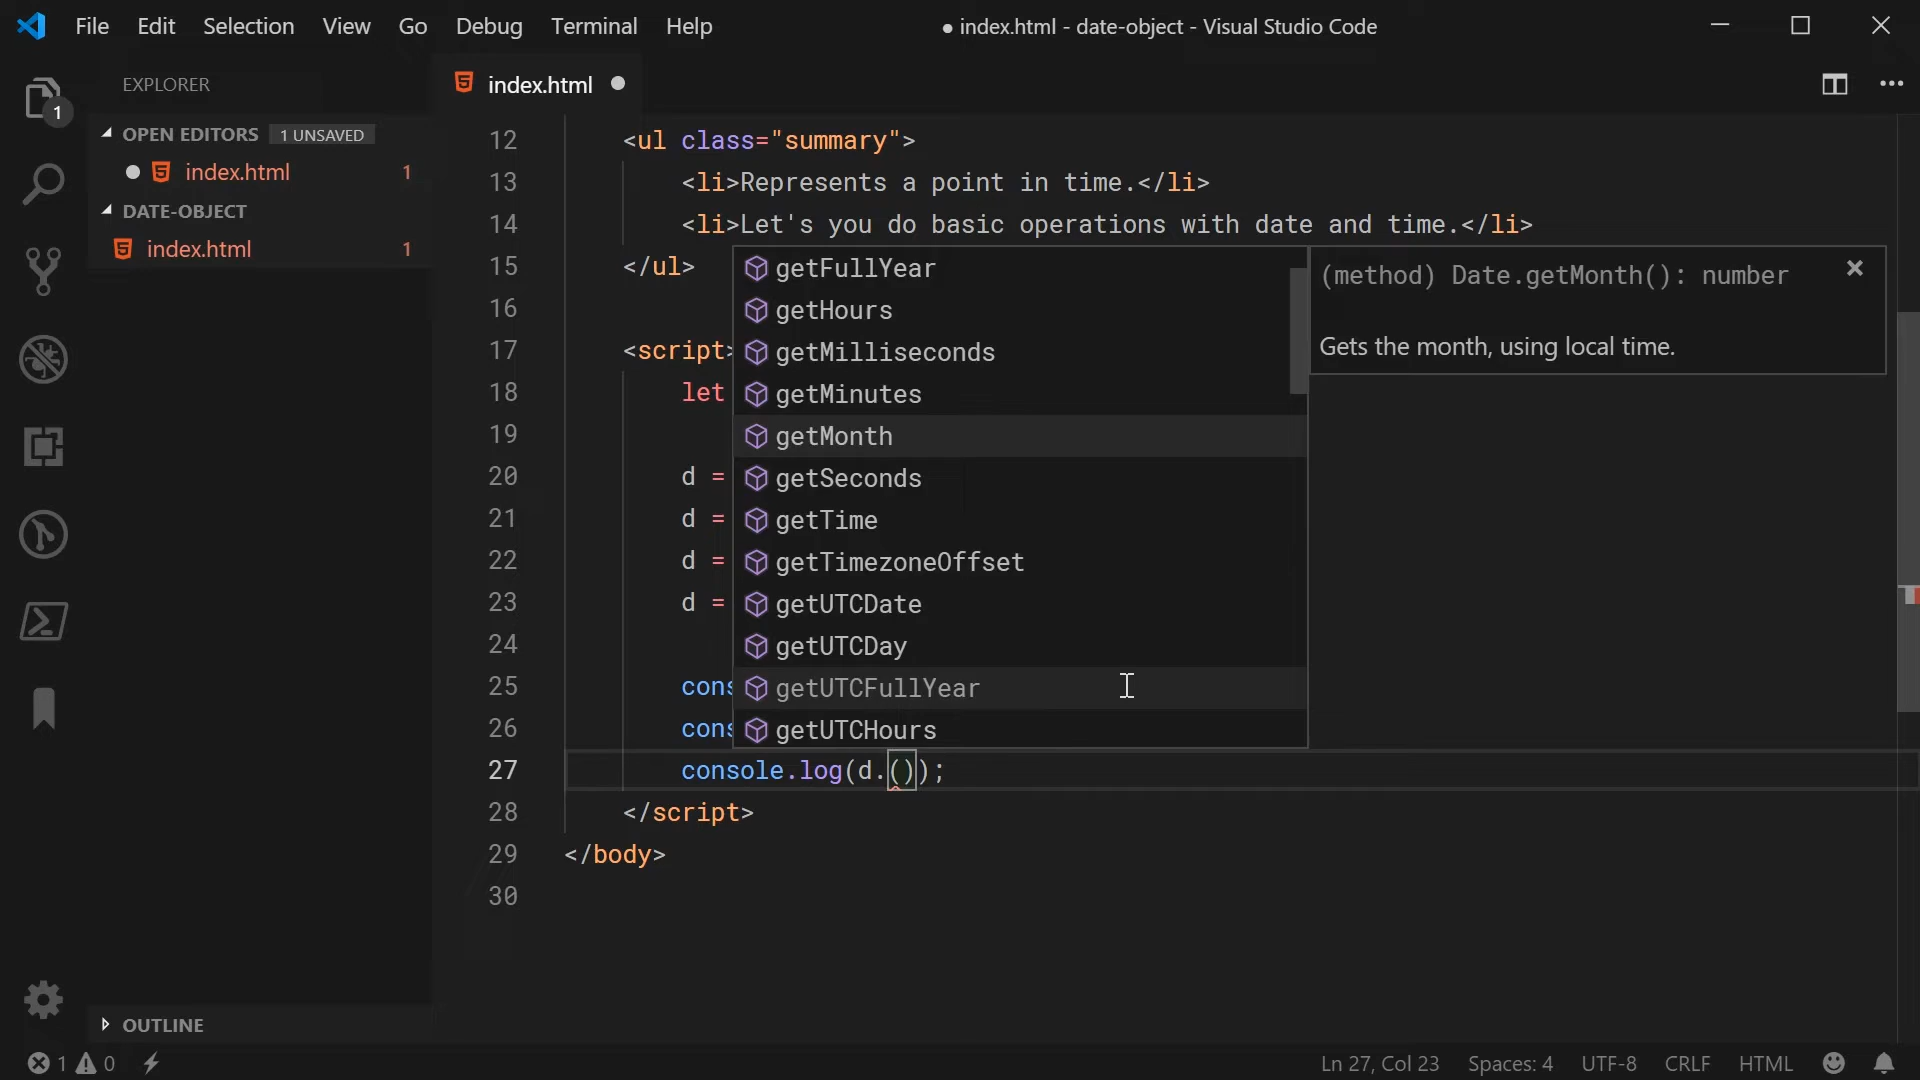 File Edit Selection View Go Debug Terminal Help
● index.html - date-object - Visual Studio Code
EXPLORER
1
OPEN EDITORS 1 UNSAVED
index.html 1
DATE-OBJECT
index.html 1
OUTLINE
index.html
12 <ul class="summary">
13 <li>Represents a point in time.</li>
14 <li>Let's you do basic operations with date and time.</li>
15 </ul>
16
17 <script>
18 let
19
20 d =
21 d =
22 d =
23 d =
24
25 cons
26 cons
27 console.log(d.());
28 </script>
29 </body>
30
getFullYear
getHours
getMilliseconds
getMinutes
getMonth
getSeconds
getTime
getTimezoneOffset
getUTCDate
getUTCDay
getUTCFullYear
getUTCHours
(method) Date.getMonth(): number
Gets the month, using local time.
1 0
Ln 27, Col 23 Spaces: 4 UTF-8 CRLF HTML